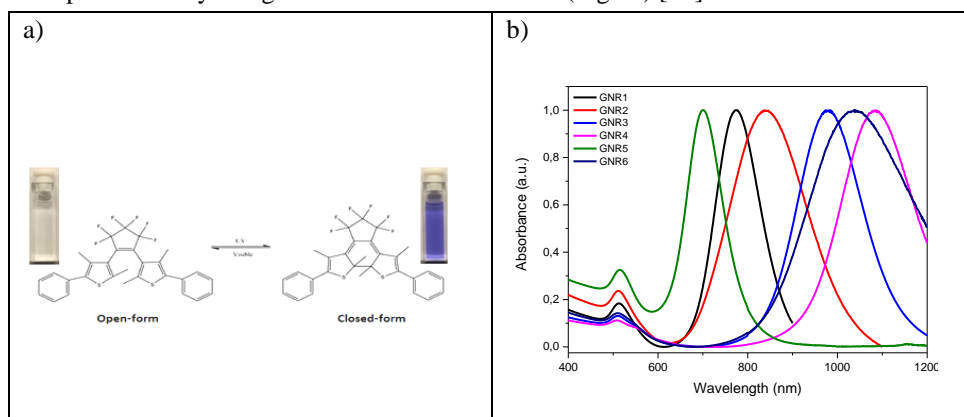 a)
b)
F F
F F
F F
S S
Open-form
UV
Visible
F F
F F
F F
S S
Closed-form
GNR1
GNR2
GNR3
GNR4
GNR5
GNR6
Absorbance (a.u.)
1,0
0,8
0,6
0,4
0,2
0,0
400 600 800 1000 1200
Wavelength (nm)